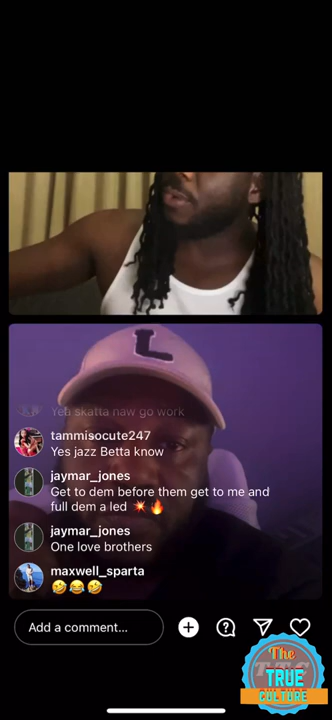 L
Yea skatta naw go work
tammisocute247
Yes jazz Betta know
jaymar_jones
Get to dem before them get to me and
full dem a led 💥🔥
jaymar_jones
One love brothers
maxwell_sparta
🤣😂🤣
Add a comment...
The
TRUE
CULTURE